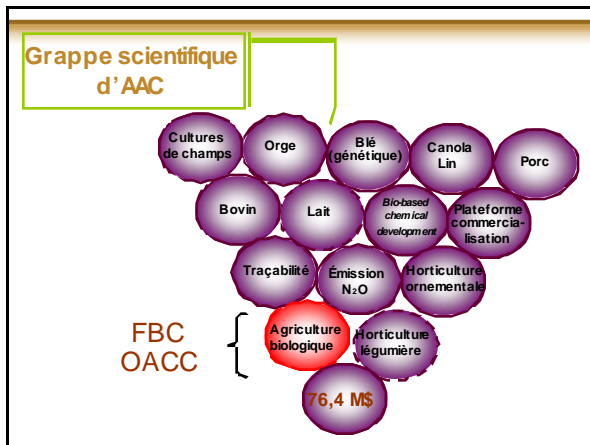 Grappe scientifique
d'AAC
Cultures
de champs
Orge
Blé
(génétique)
Canola
Lin
Porc
Bovin
Lait
Bio-based
chemical
development
Plateforme
commercia-
lisation
Traçabilité
Émission
N₂O
Horticulture
ornementale
FBC
OACC
Agriculture
biologique
Horticulture
légumière
76,4 M$